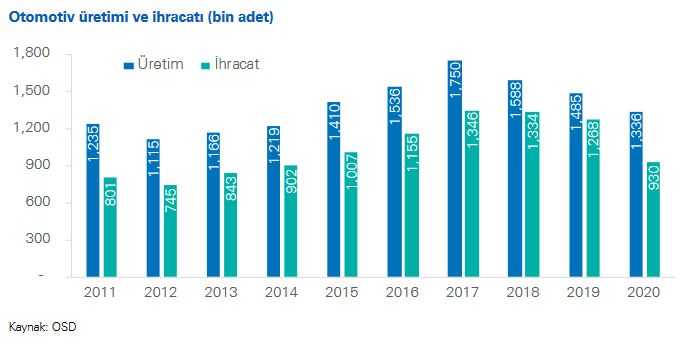 Otomotiv üretimi ve ihracatı (bin adet)
1,800
Üretim İhracat
1,500
1,200
900
600
300
-
1,235 801 1,115 745 1,166 843 1,219 902 1,410 1,007 1,536 1,155 1,750 1,346 1,588 1,334 1,485 1,268 1,336 930
2011 2012 2013 2014 2015 2016 2017 2018 2019 2020
Kaynak: OSD